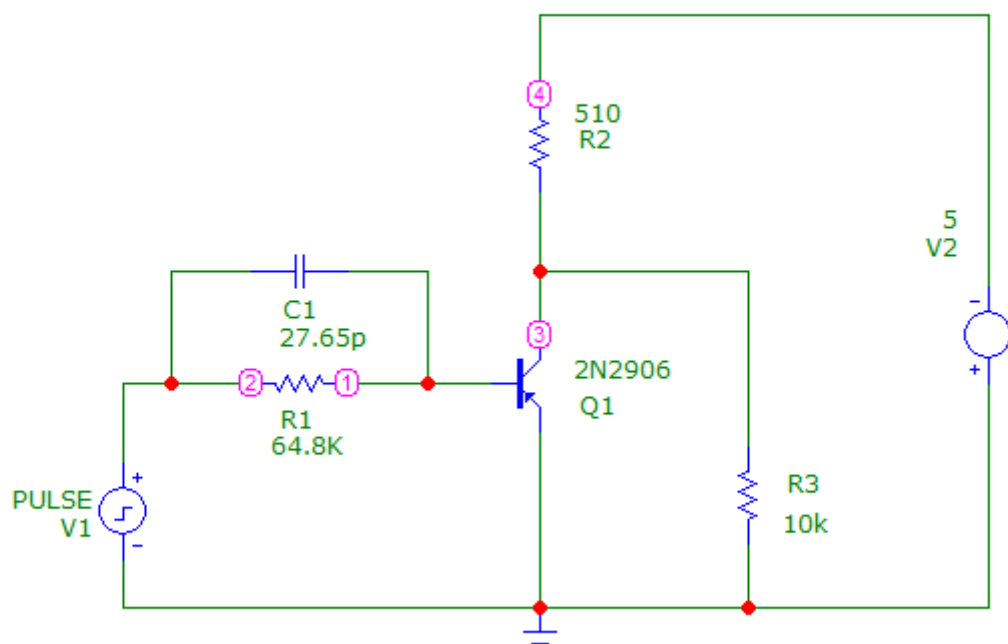 4
510
R2
5
V2
-
+
C1
27.65p
3
2N2906
Q1
2
1
R1
64.8K
PULSE
V1
+
-
R3
10k